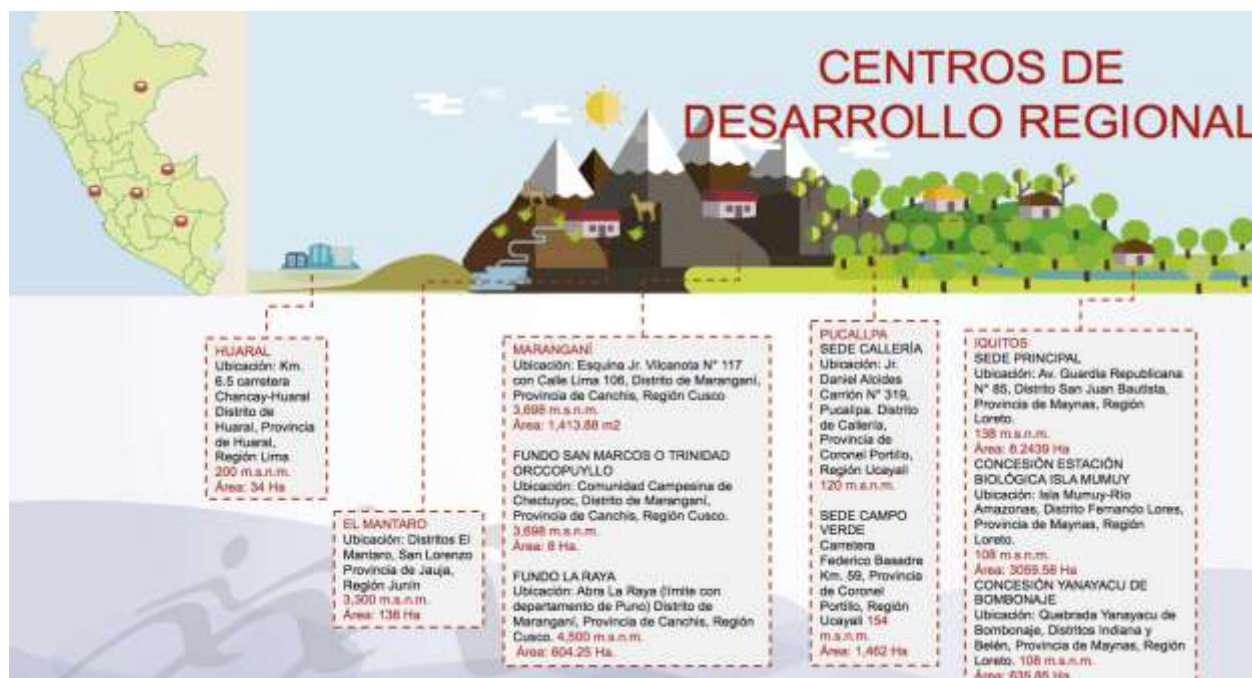 CENTROS DE
DESARROLLO REGIONAL
HUARAL
Ubicación: Km.
6.5 carretera
Chancay-Huaral
Distrito de
Huaral, Provincia
de Huaral,
Región Lima
200 m.s.n.m.
Área: 34 Ha
EL MANTARO
Ubicación: Distritos El
Mantaro, San Lorenzo
Provincia de Jauja,
Región Junín
3,300 m.s.n.m.
Área: 136 Ha
MARANGANÍ
Ubicación: Esquina Jr. Vilcanota N° 117
con Calle Lima 106, Distrito de Maranganí,
Provincia de Canchis, Región Cusco
3,698 m.s.n.m.
Área: 1,413.88 m2
FUNDO SAN MARCOS O TRINIDAD
ORCCOPUYLLO
Ubicación: Comunidad Campesina de
Chectuyoc, Distrito de Maranganí,
Provincia de Canchis, Región Cusco.
3,698 m.s.n.m.
Área: 8 Ha.
FUNDO LA RAYA
Ubicación: Abra La Raya (límite con
departamento de Puno) Distrito de
Maranganí, Provincia de Canchis, Región
Cusco. 4,500 m.s.n.m.
Área: 604.25 Ha.
PUCALLPA
SEDE CALLERÍA
Ubicación: Jr.
Daniel Alcides
Carrión N° 319,
Pucallpa. Distrito
de Callería,
Provincia de
Coronel Portillo,
Región Ucayali
120 m.s.n.m.
SEDE CAMPO
VERDE
Carretera
Federico Basadre
Km. 59, Provincia
de Coronel
Portillo, Región
Ucayali 154
m.s.n.m.
Área: 1,462 Ha
IQUITOS
SEDE PRINCIPAL
Ubicación: Av. Guardia Republicana
N° 85, Distrito San Juan Bautista,
Provincia de Maynas, Región
Loreto.
138 m.s.n.m.
Área: 8.2439 Ha
CONCESIÓN ESTACIÓN
BIOLÓGICA ISLA MUMUY
Ubicación: Isla Mumuy-Río
Amazonas, Distrito Fernando Lores,
Provincia de Maynas, Región
Loreto.
108 m.s.n.m.
Área: 3059.58 Ha
CONCESIÓN YANAYACU DE
BOMBONAJE
Ubicación: Quebrada Yanayacu de
Bombonaje, Distritos Indiana y
Belén, Provincia de Maynas, Región
Loreto. 108 m.s.n.m.
Área: 635.85 Ha